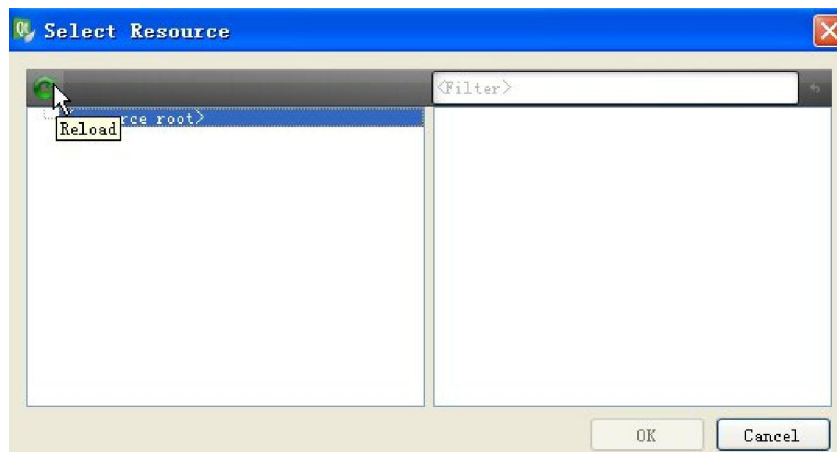 Select Resource
<Filter>
rce root>
Reload
OK
Cancel